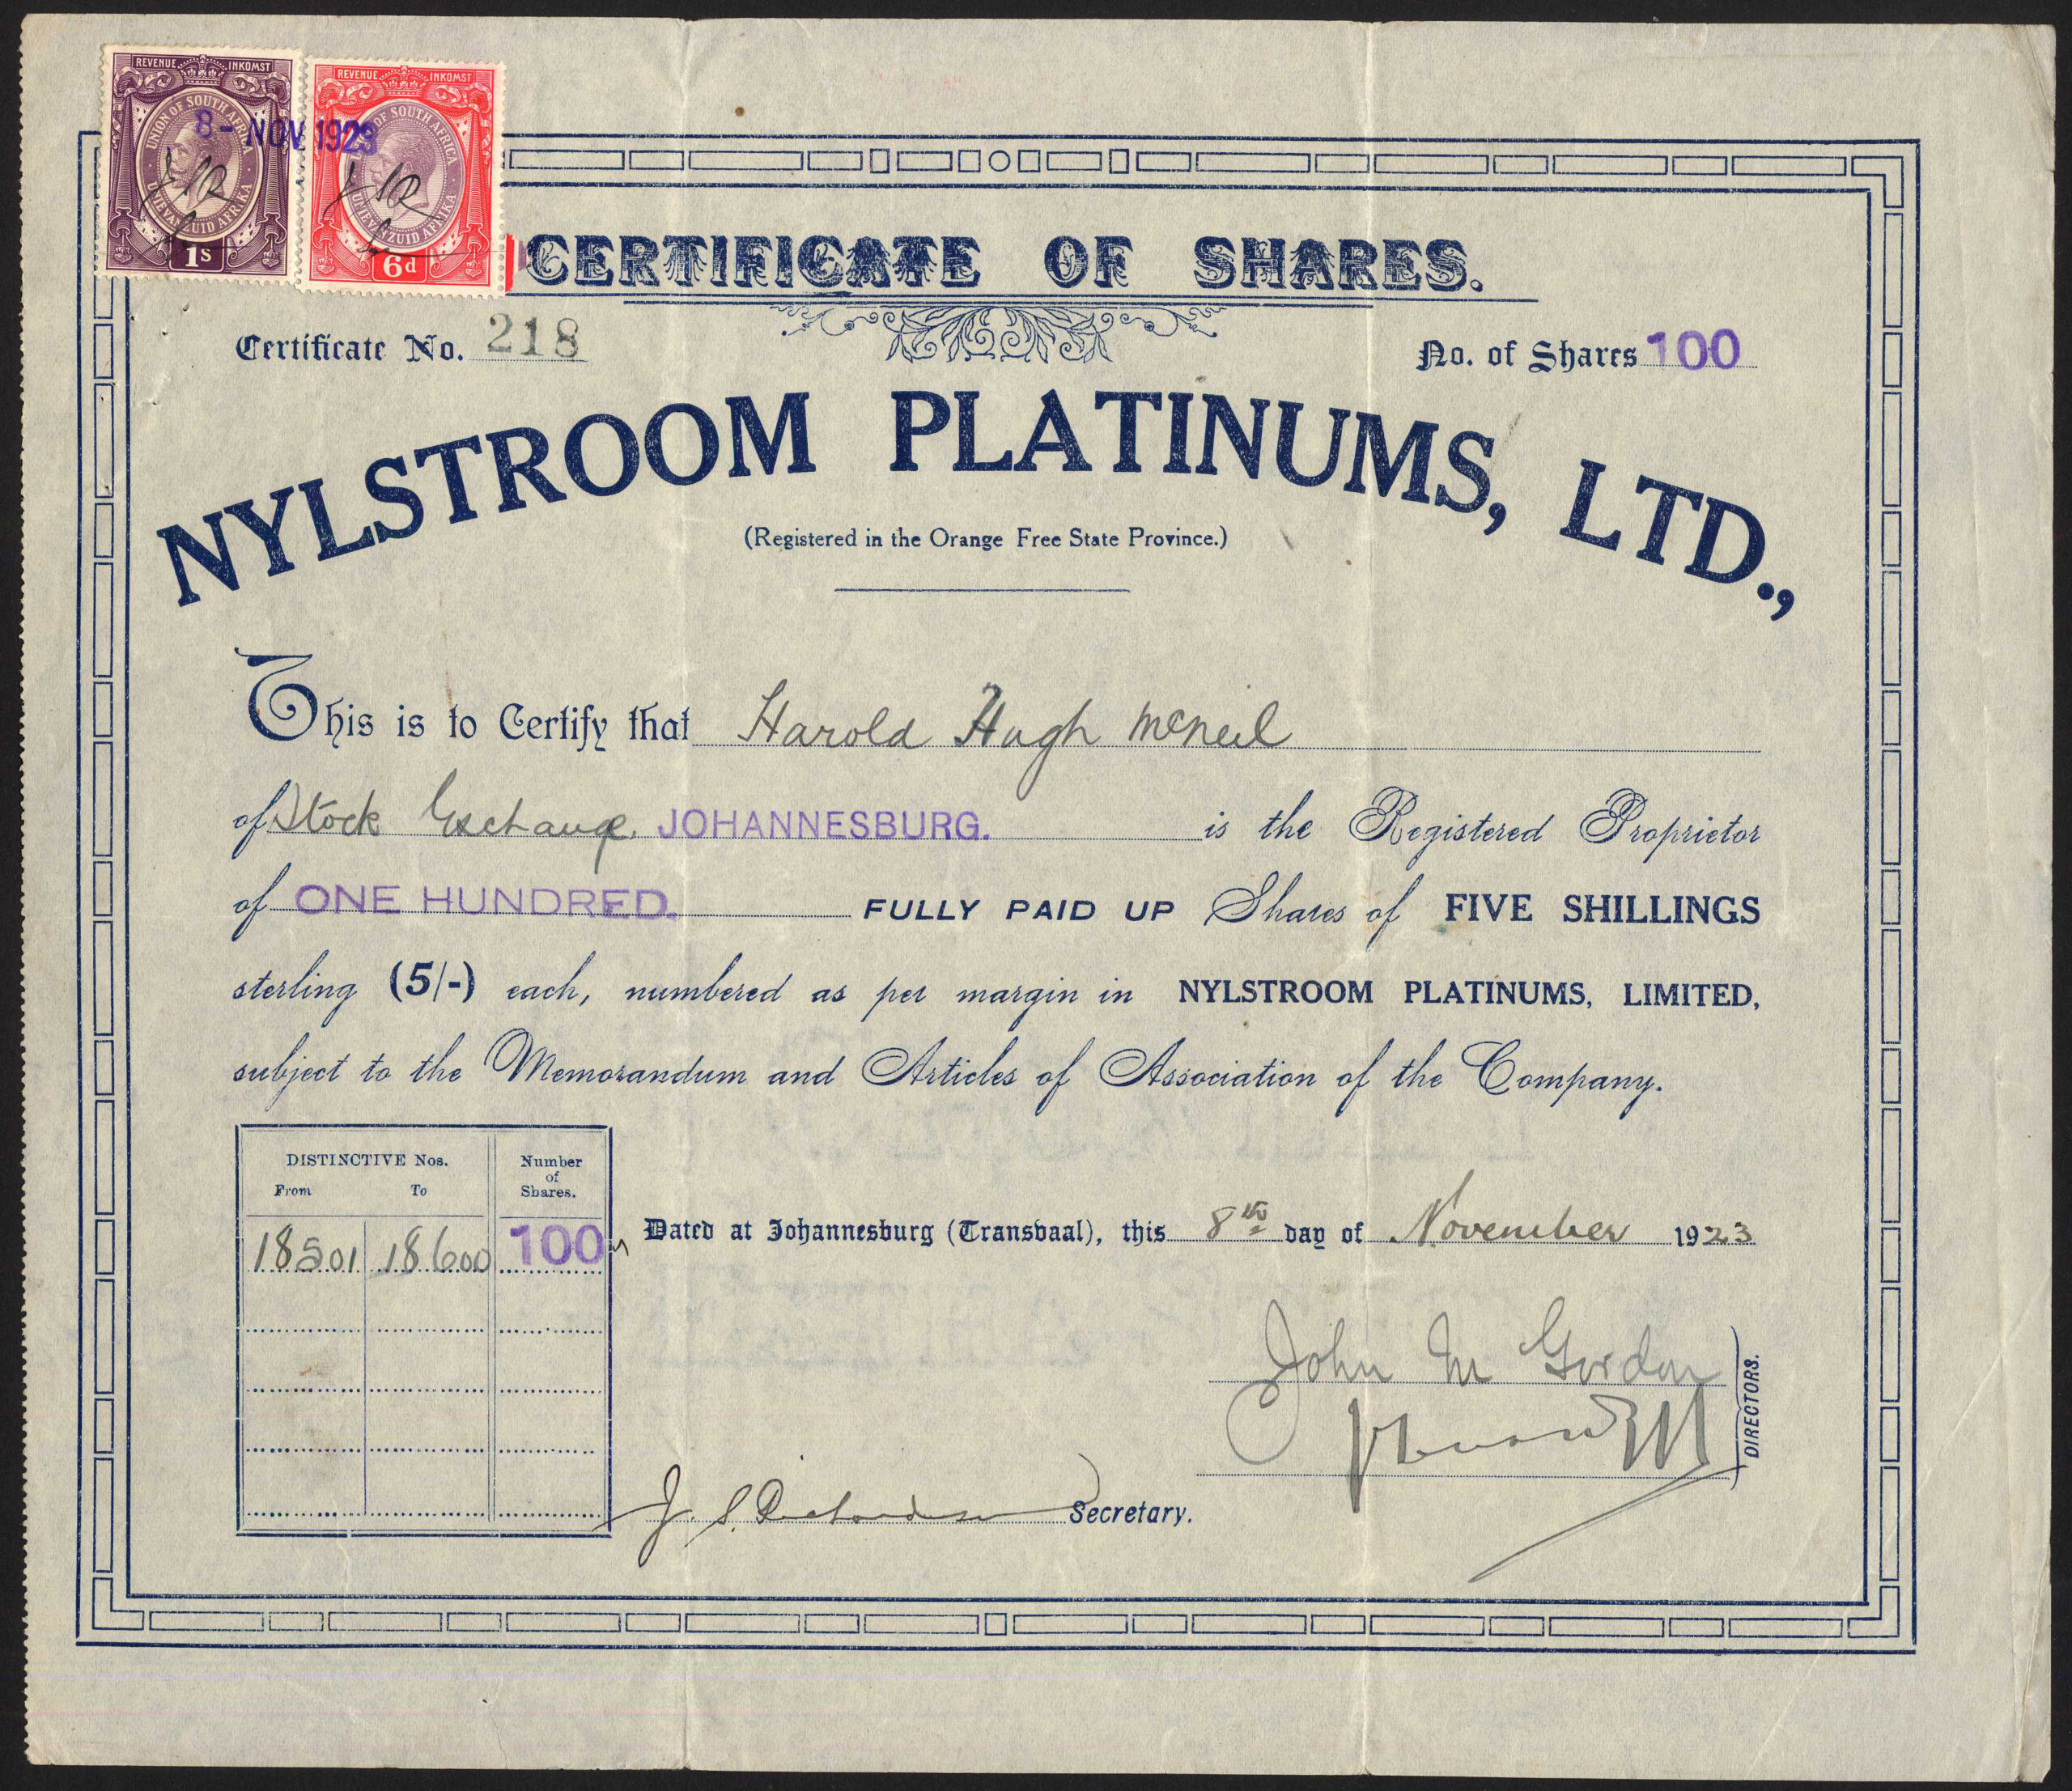 REVENUE INKOMST
UNION OF SOUTH AFRICA
UNIE VAN ZUID AFRIKA
1s
REVENUE INKOMST
UNION OF SOUTH AFRICA
UNIE VAN ZUID AFRIKA
6d
8 - NOV 1923
CERTIFICATE OF SHARES.
Certificate No. 218
No. of Shares 100
NYLSTROOM PLATINUMS, LTD.,
(Registered in the Orange Free State Province.)
This is to Certify that Harold Hugh McNeil
of Stock Exchange, JOHANNESBURG. is the Registered Proprietor
of ONE HUNDRED. FULLY PAID UP Shares of FIVE SHILLINGS
sterling (5/-) each, numbered as per margin in NYLSTROOM PLATINUMS, LIMITED,
subject to the Memorandum and Articles of Association of the Company.
DISTINCTIVE Nos. Number of Shares.
From To
18501 18600 100
Dated at Johannesburg (Transvaal), this 8th day of November 1923
John M Gordon
DIRECTORS.
J. S. Richardson Secretary.